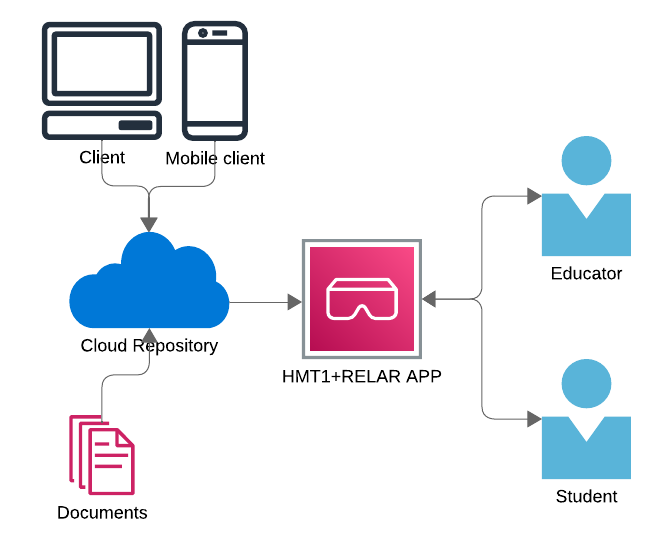 Client
Mobile client
Educator
Cloud Repository
HMT1+RELAR APP
Student
Documents